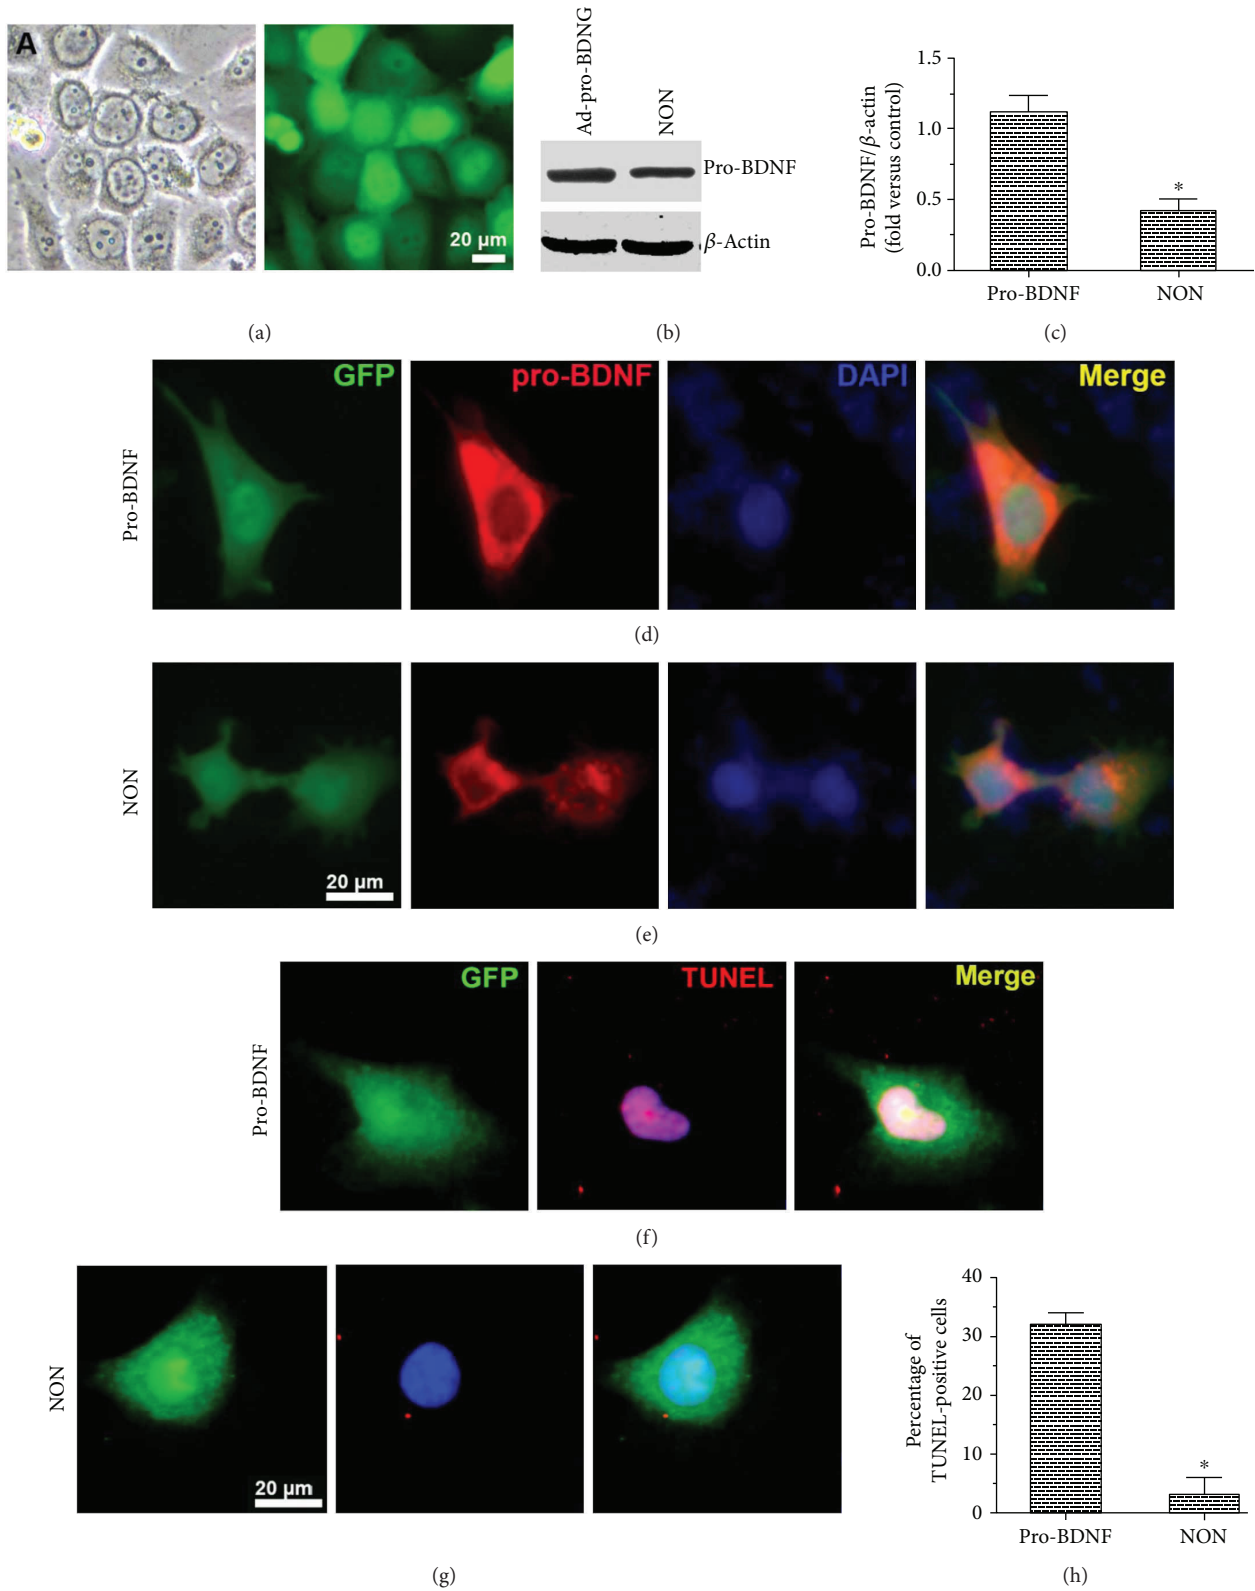 A
20 µm
Ad-pro-BDNG
NON
Pro-BDNF
β-Actin
Pro-BDNF/β-actin
(fold versus control)
1.5
1.0
0.5
0.0
*
Pro-BDNF
NON
(a)
(b)
(c)
Pro-BDNF
GFP
pro-BDNF
DAPI
Merge
(d)
NON
20 µm
(e)
Pro-BDNF
GFP
TUNEL
Merge
(f)
NON
20 µm
Percentage of
TUNEL-positive cells
40
30
20
10
0
*
Pro-BDNF
NON
(g)
(h)